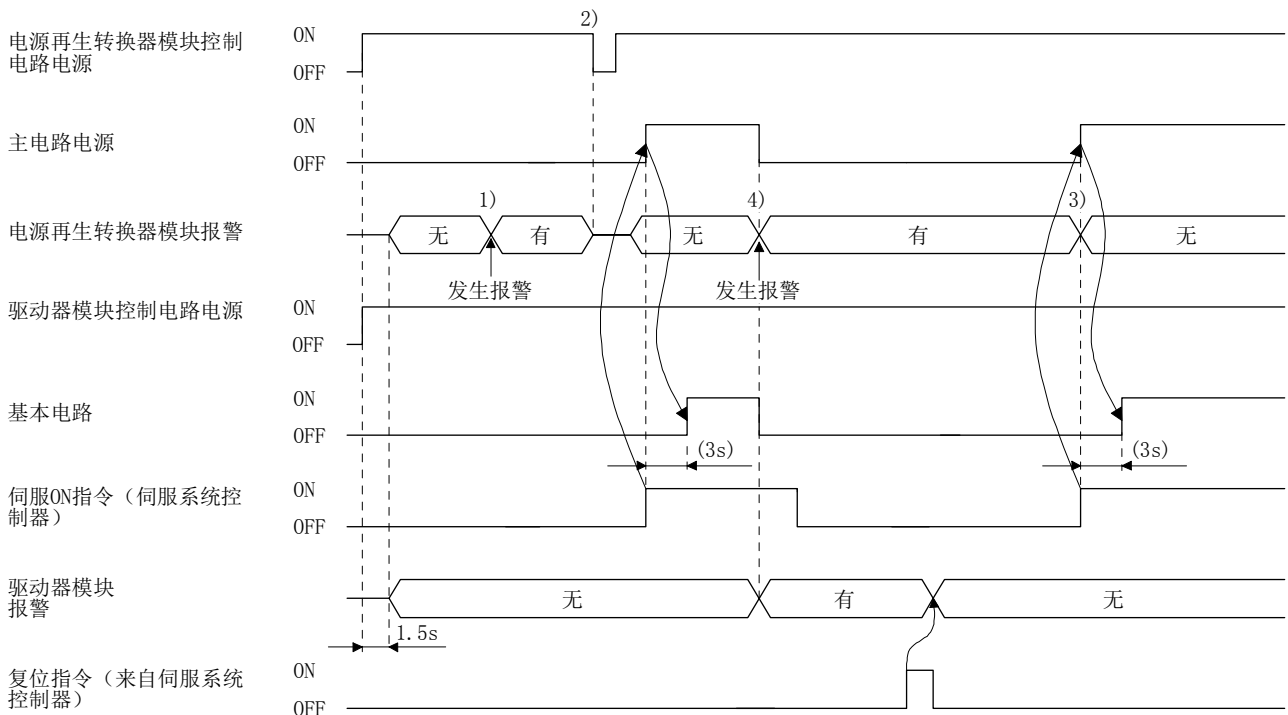 2)
电源再生转换器模块控制
电路电源
ON
OFF
主电路电源
ON
OFF
电源再生转换器模块报警
无
1)
有
无
4)
有
3)
无
发生报警
发生报警
驱动器模块控制电路电源
ON
OFF
基本电路
ON
OFF
(3s)
(3s)
伺服ON指令（伺服系统控
制器）
ON
OFF
驱动器模块
报警
无
有
无
1.5s
复位指令（来自伺服系统
控制器）
ON
OFF